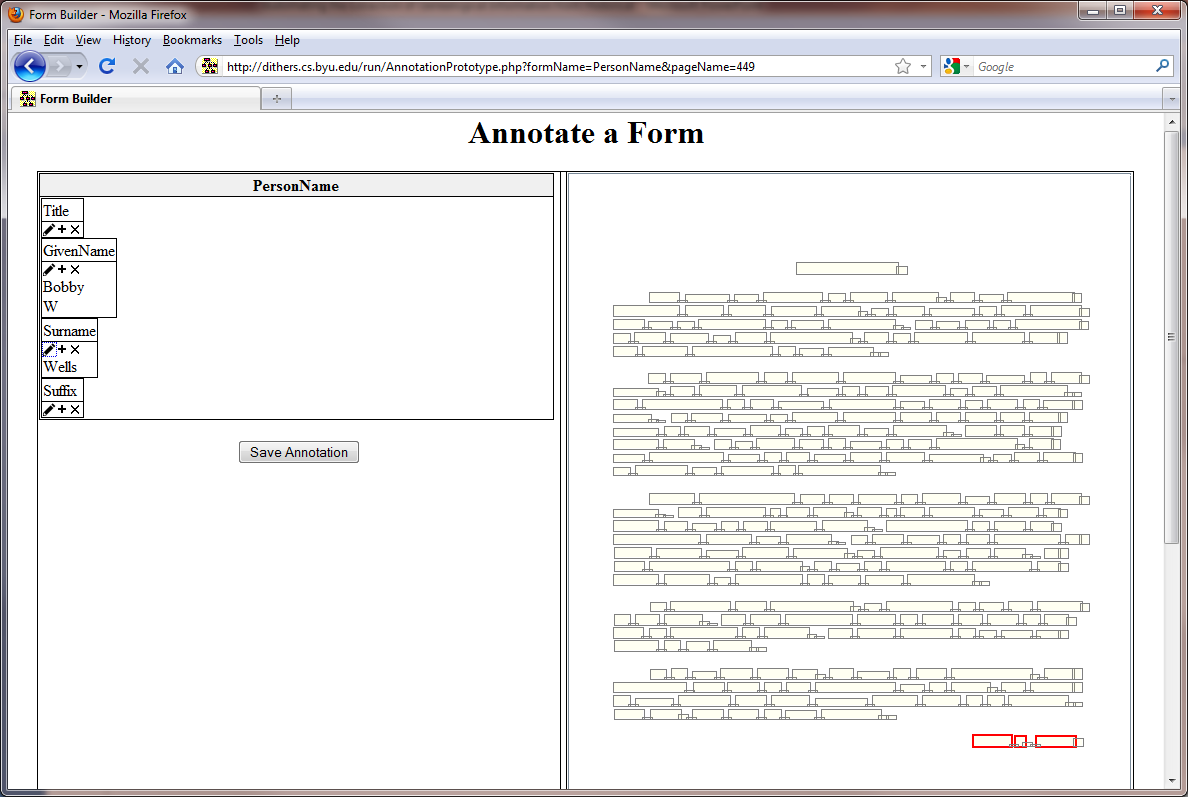 Form Builder - Mozilla Firefox
File Edit View History Bookmarks Tools Help
http://dithers.cs.byu.edu/run/AnnotationPrototype.php?formName=PersonName&pageName=449
Google
Form Builder
Annotate a Form
PersonName
Title
GivenName
Bobby
W
Surname
Wells
Suffix
Save Annotation